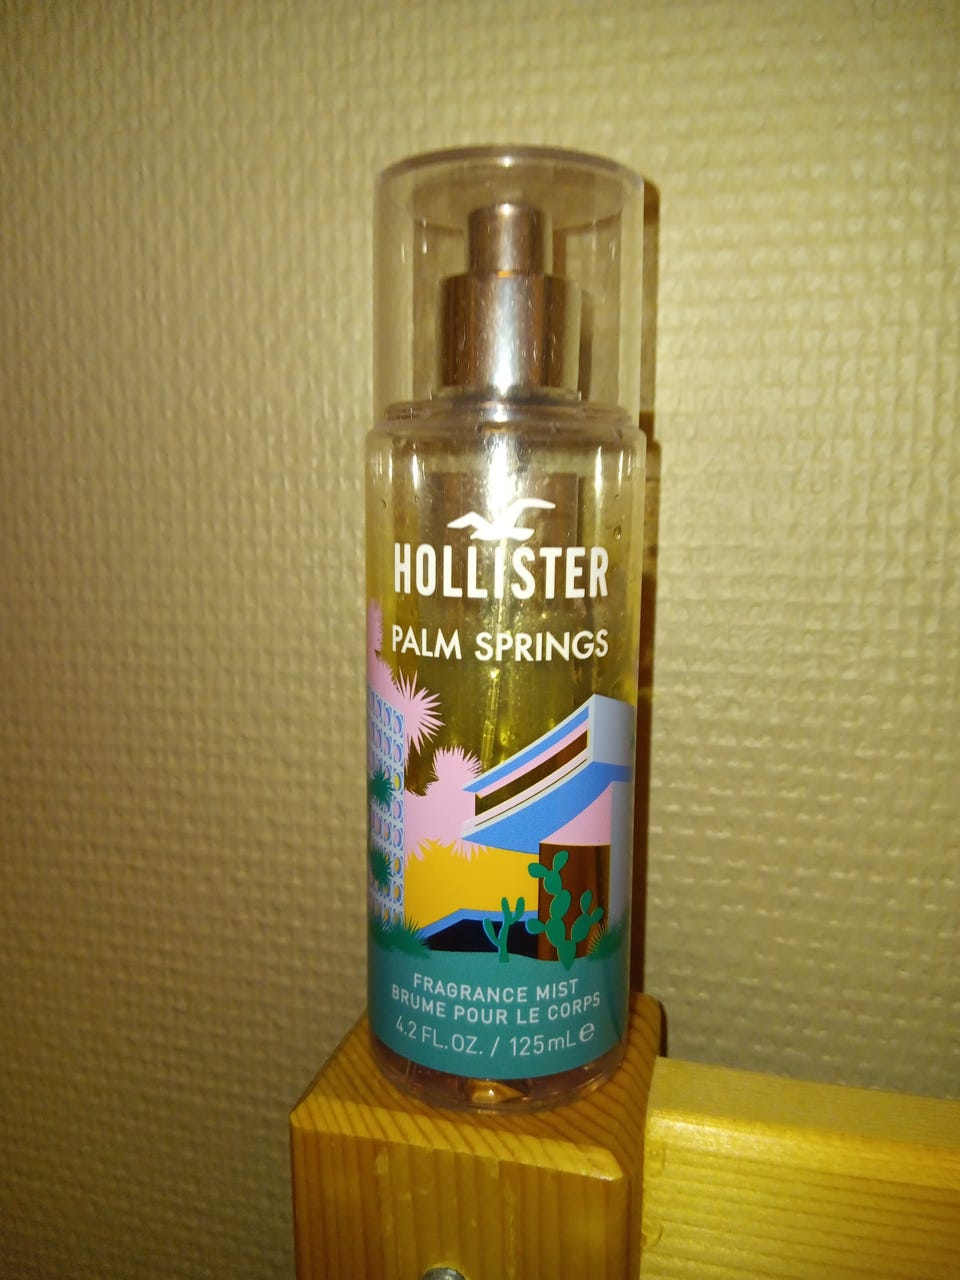 HOLLISTER
PALM SPRINGS
FRAGRANCE MIST
BRUME POUR LE CORPS
4.2 FL.OZ. / 125mL e